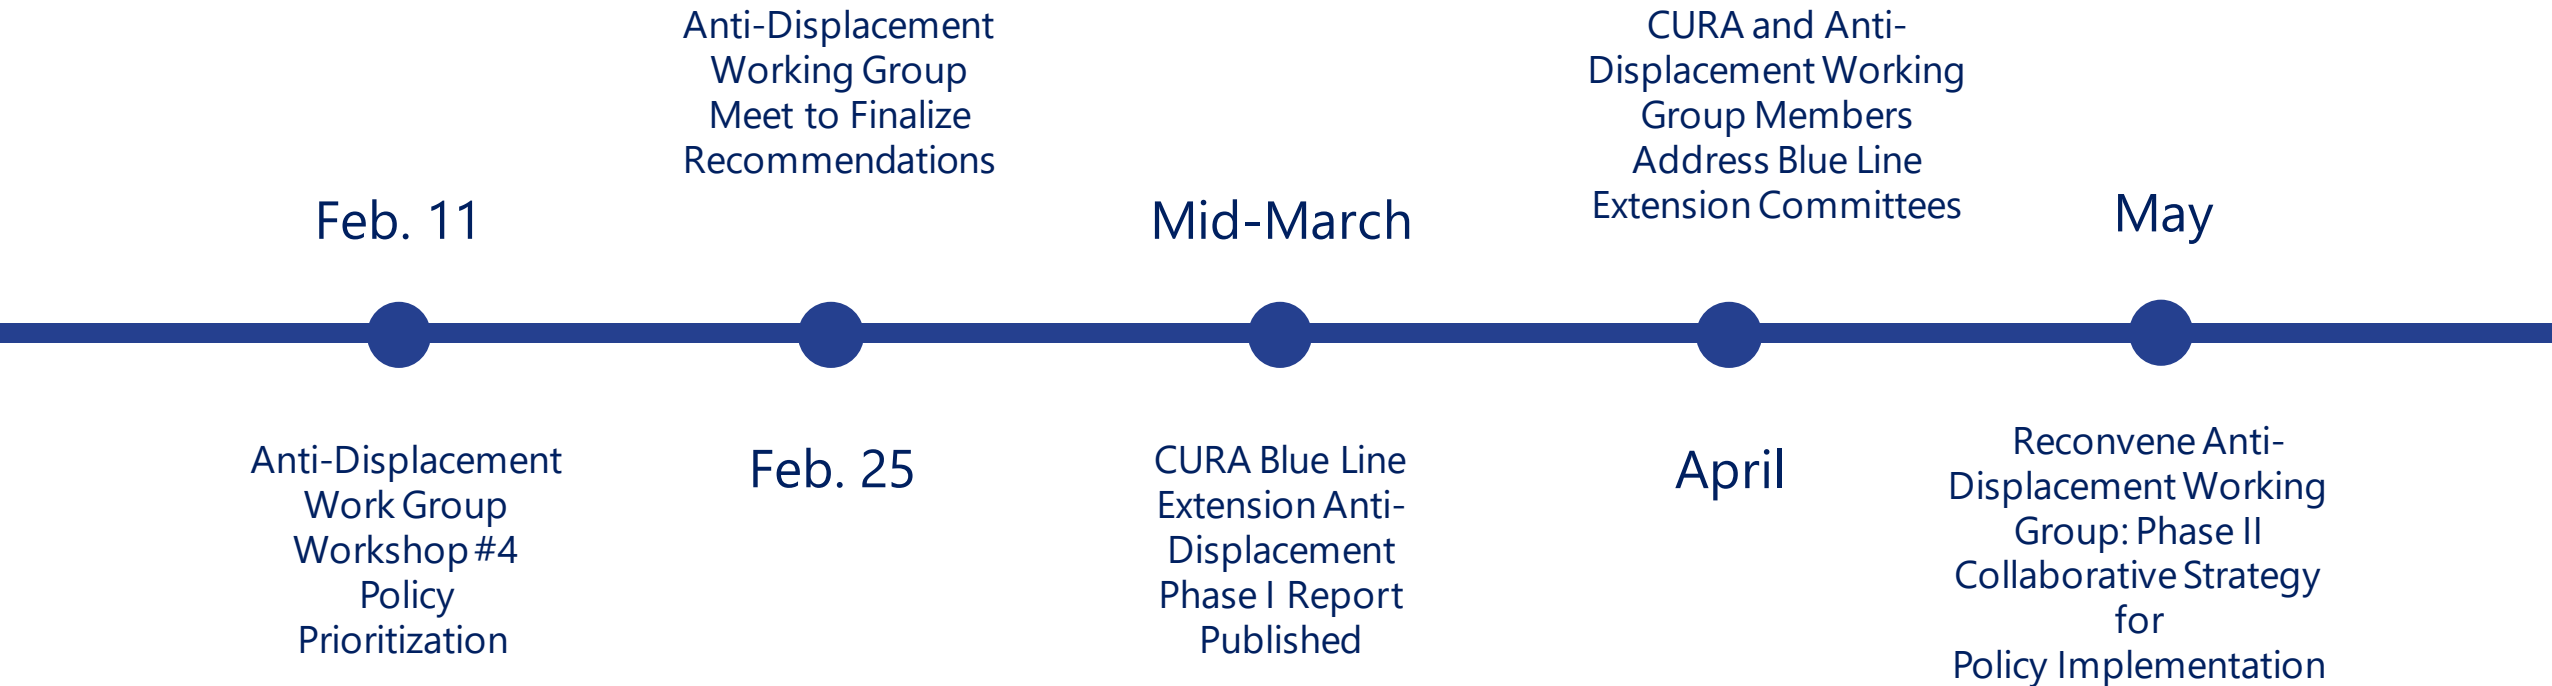 Feb. 11
Anti-Displacement
Work Group
Workshop #4
Policy
Prioritization
Anti-Displacement
Working Group
Meet to Finalize
Recommendations
Feb. 25
Mid-March
CURA Blue Line
Extension Anti-
Displacement
Phase I Report
Published
CURA and Anti-
Displacement Working
Group Members
Address Blue Line
Extension Committees
April
May
Reconvene Anti-
Displacement Working
Group: Phase II
Collaborative Strategy
for
Policy Implementation